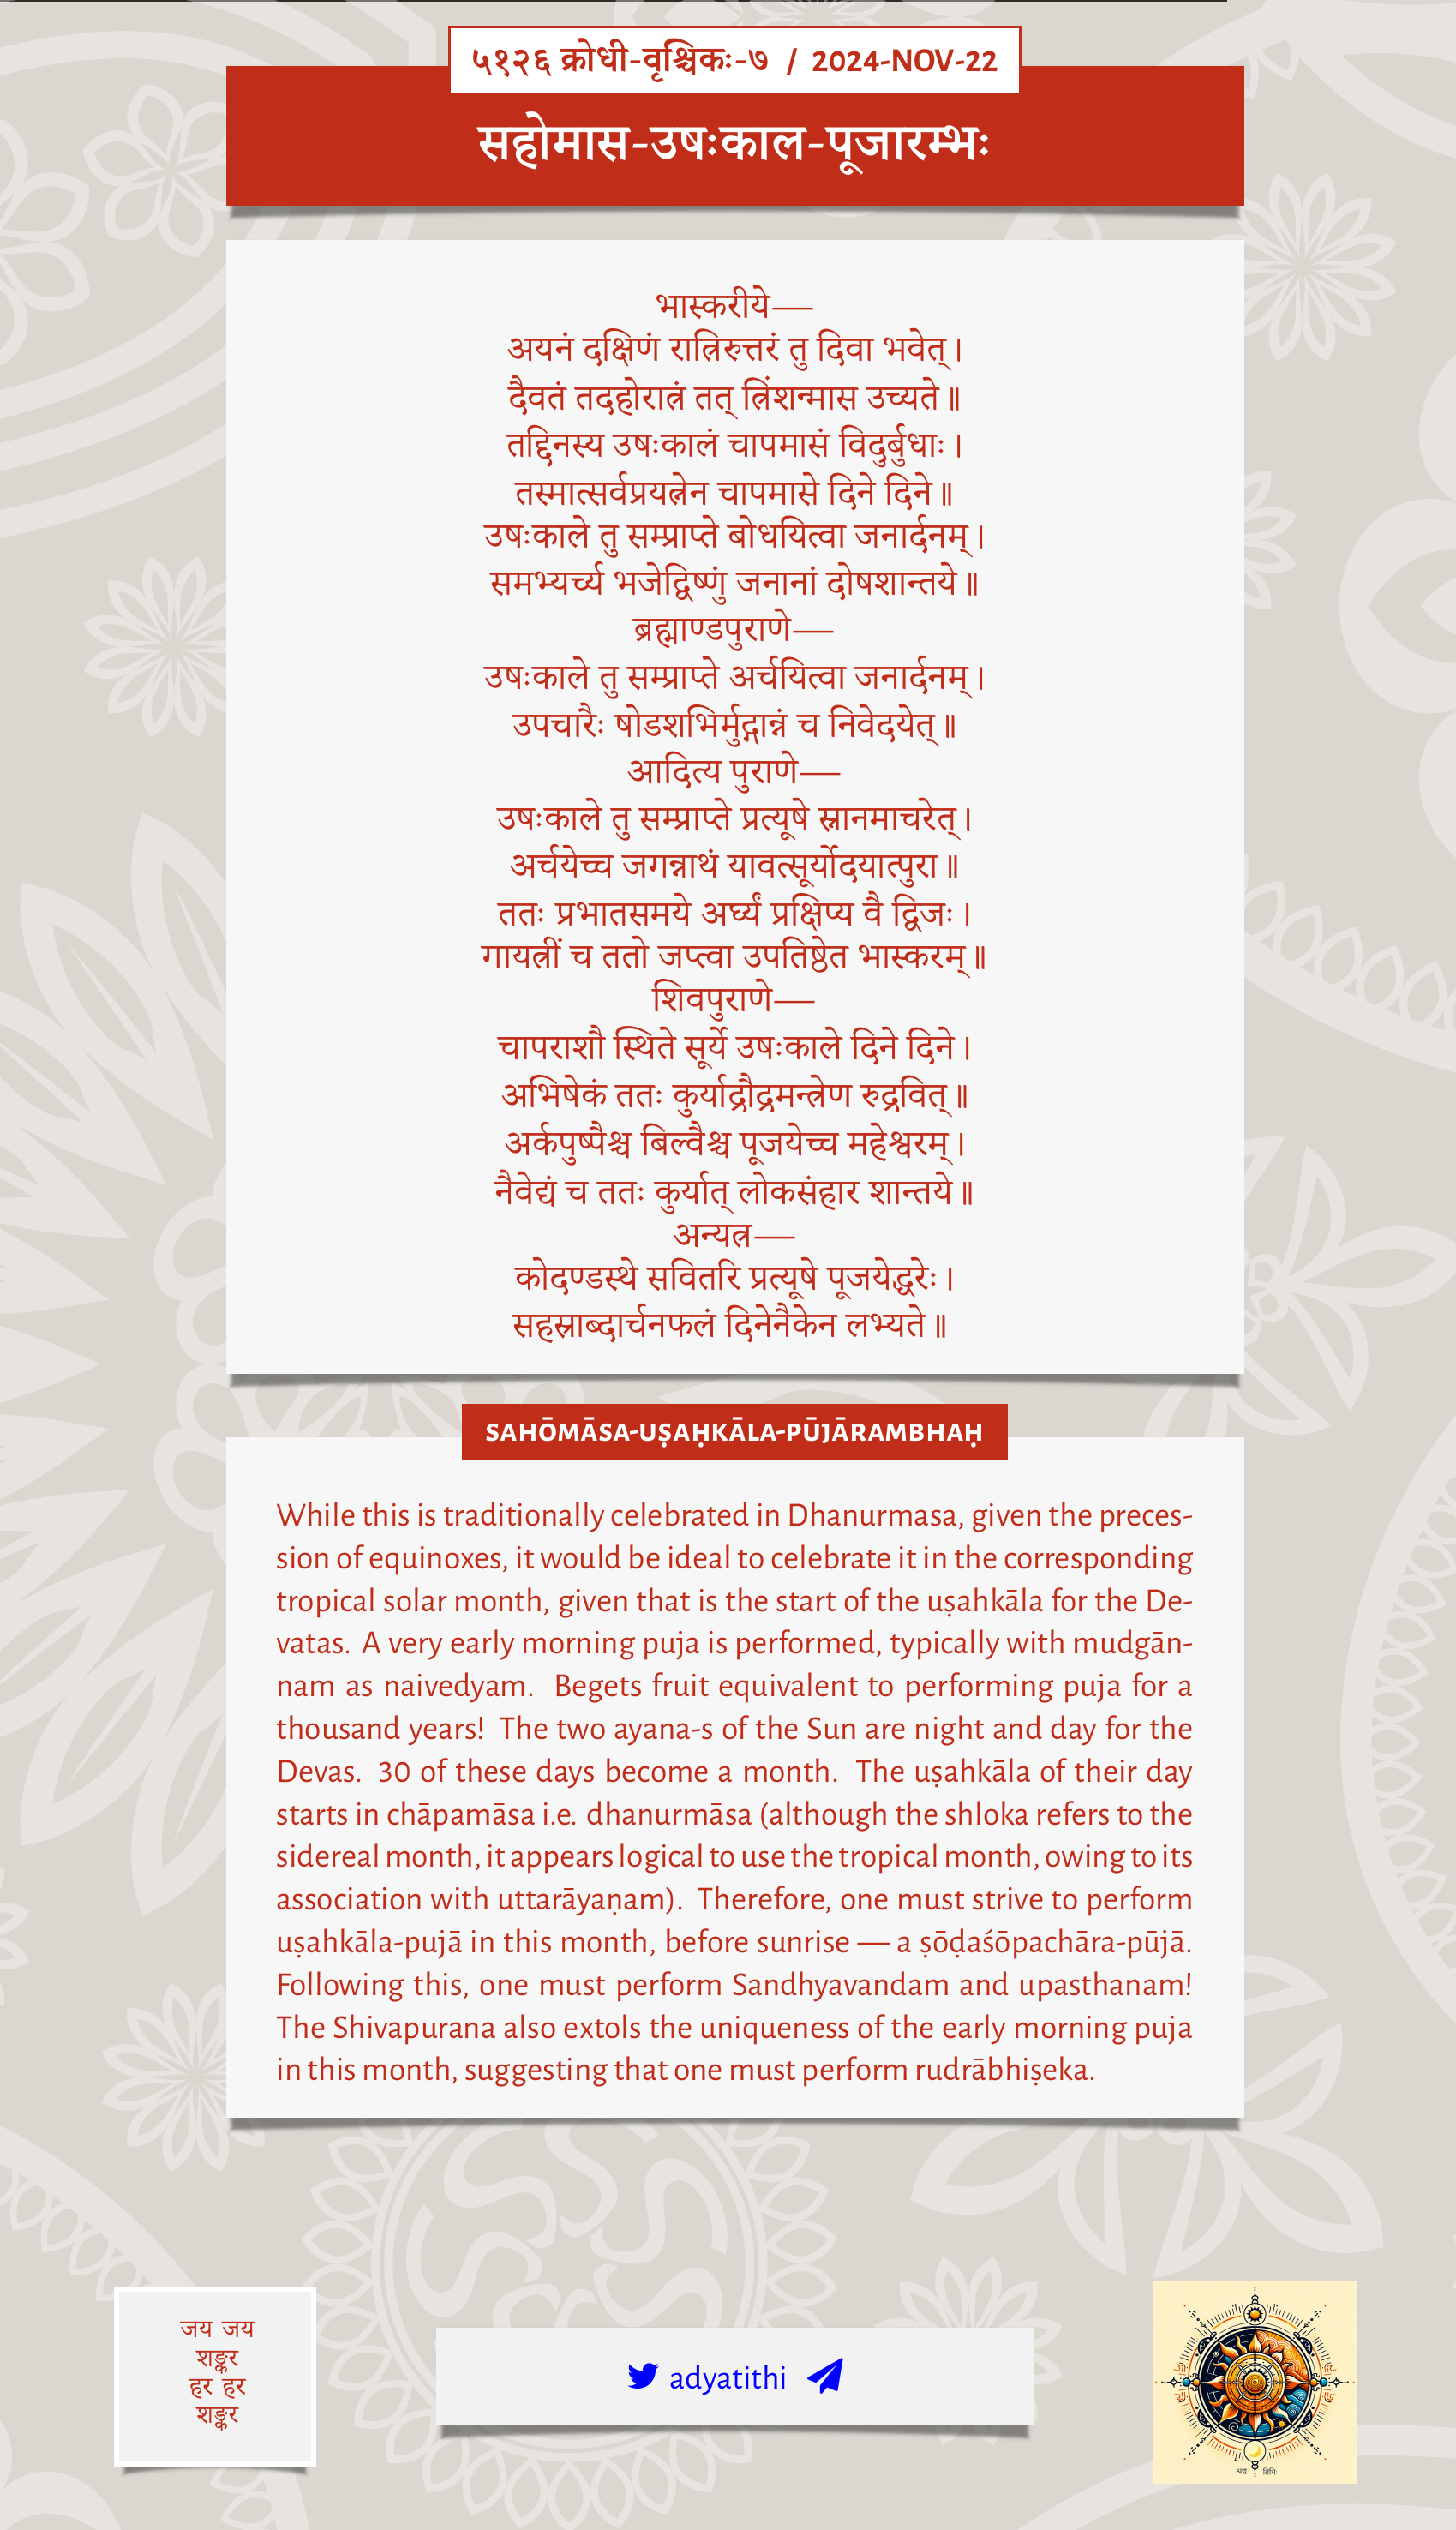 ५१२६ क्रोधी-वृश्चिकः-७ / 2024-NOV-22
सहोमास-उषःकाल-पूजारम्भः
भास्करीये—
अयनं दक्षिणं रात्रिरुत्तरं तु दिवा भवेत्।
दैवतं तदहोरात्रं तत् त्रिंशन्मास उच्यते॥
तद्दिनस्य उषःकालं चापमासं विदुर्बुधाः।
तस्मात्सर्वप्रयत्नेन चापमासे दिने दिने॥
उषःकाले तु सम्प्राप्ते बोधयित्वा जनार्दनम्।
समभ्यर्च्य भजेद्विष्णुं जनानां दोषशान्तये॥
ब्रह्माण्डपुराणे—
उषःकाले तु सम्प्राप्ते अर्चयित्वा जनार्दनम्।
उपचारैः षोडशभिर्मुद्गान्नं च निवेदयेत्॥
आदित्य पुराणे—
उषःकाले तु सम्प्राप्ते प्रत्यूषे स्नानमाचरेत्।
अर्चयेच्च जगन्नाथं यावत्सूर्योदयात्पुरा॥
ततः प्रभातसमये अर्घ्यं प्रक्षिप्य वै द्विजः।
गायत्रीं च ततो जप्त्वा उपतिष्ठेत भास्करम्॥
शिवपुराणे—
चापराशौ स्थिते सूर्ये उषःकाले दिने दिने।
अभिषेकं ततः कुर्याद्रौद्रमन्त्रेण रुद्रवित्॥
अर्कपुष्पैश्च बिल्वैश्च पूजयेच्च महेश्वरम्।
नैवेद्यं च ततः कुर्यात् लोकसंहार शान्तये॥
अन्यत्र—
कोदण्डस्थे सवितरि प्रत्यूषे पूजयेद्धरेः।
सहस्राब्दार्चनफलं दिनेनैकेन लभ्यते॥
SAHŌMĀSA-UṢAḤKĀLA-PŪJĀRAMBHAḤ
While this is traditionally celebrated in Dhanurmasa, given the preces-
sion of equinoxes, it would be ideal to celebrate it in the corresponding
tropical solar month, given that is the start of the uṣahkāla for the De-
vatas. A very early morning puja is performed, typically with mudgān-
nam as naivedyam. Begets fruit equivalent to performing puja for a
thousand years! The two ayana-s of the Sun are night and day for the
Devas. 30 of these days become a month. The uṣahkāla of their day
starts in chāpamāsa i.e. dhanurmāsa (although the shloka refers to the
sidereal month, it appears logical to use the tropical month, owing to its
association with uttarāyaṇam). Therefore, one must strive to perform
uṣahkāla-pujā in this month, before sunrise — a ṣōḍaśōpachāra-pūjā.
Following this, one must perform Sandhyavandam and upasthanam!
The Shivapurana also extols the uniqueness of the early morning puja
in this month, suggesting that one must perform rudrābhiṣeka.
जय जय
शङ्कर
हर हर
शङ्कर
adyatithi
अद्य तिथिः